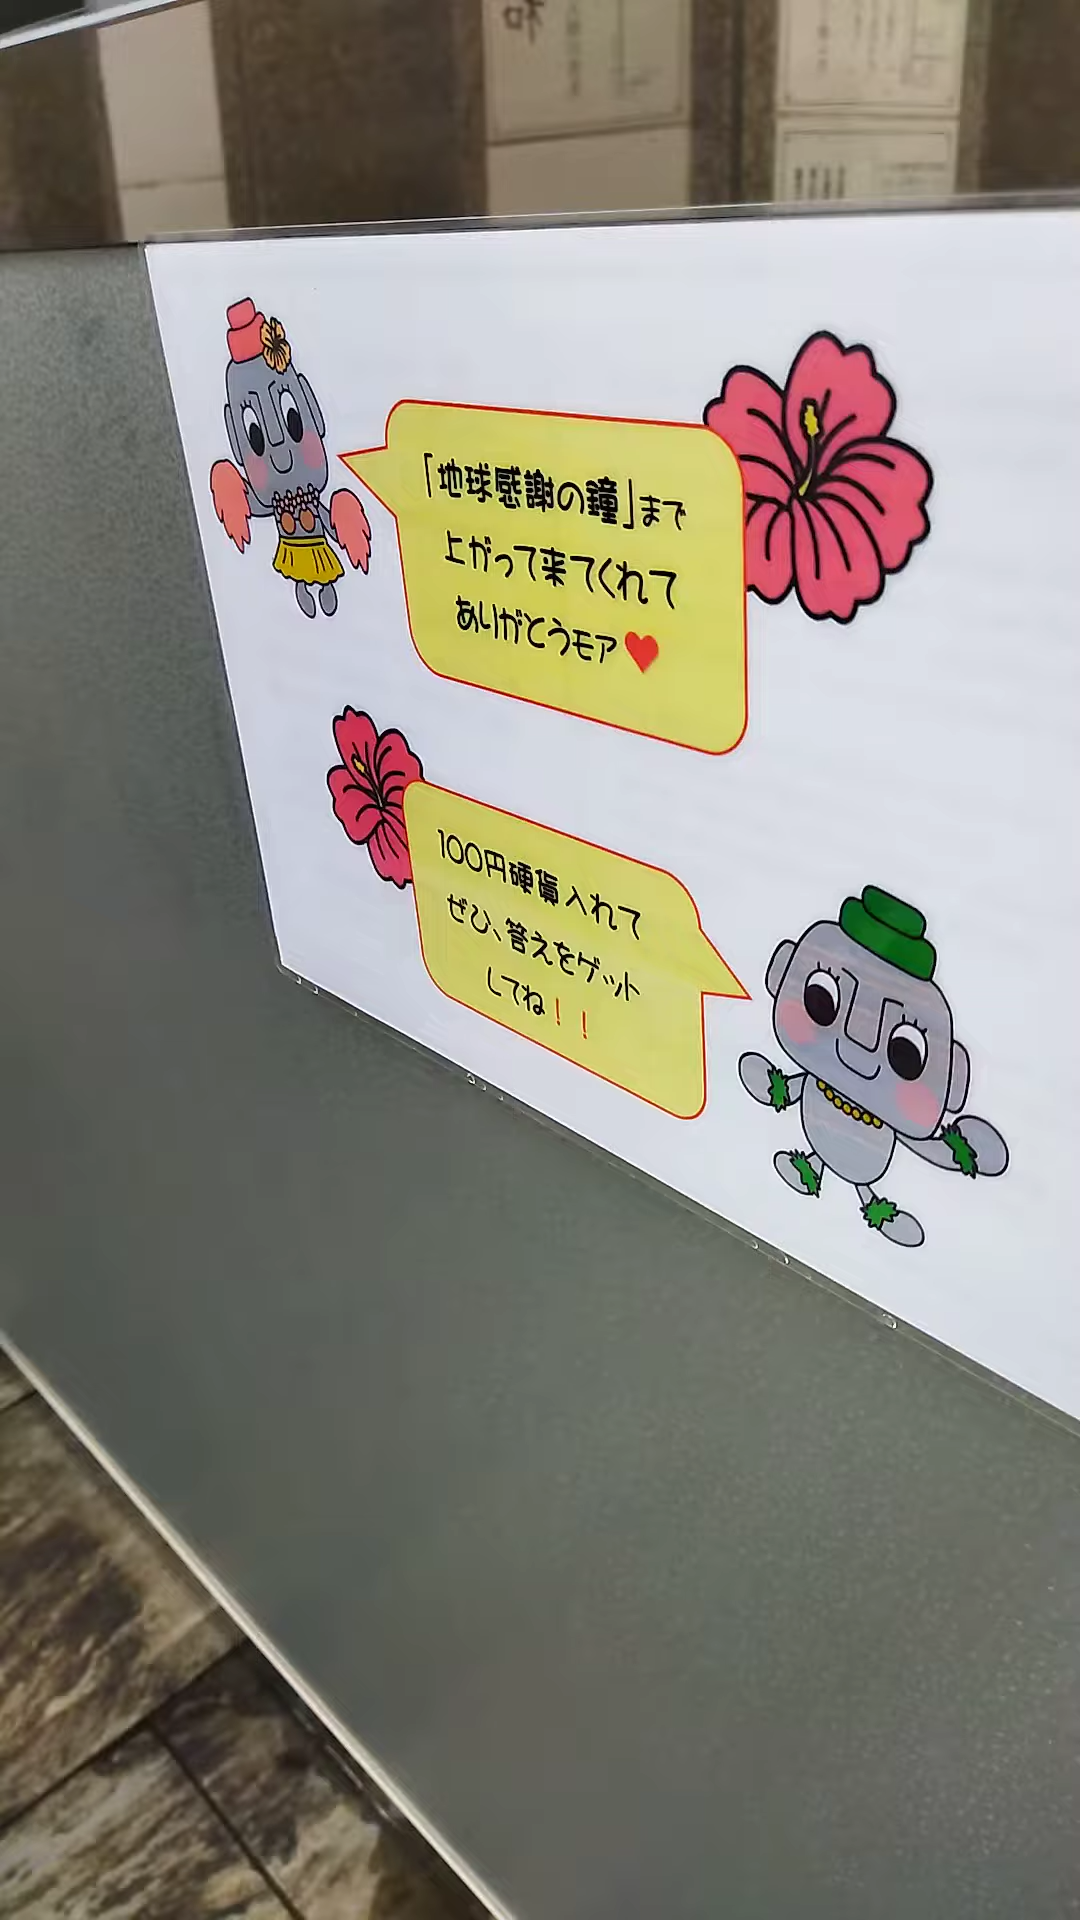 「地球感謝の鐘」まで
上がって来てくれて
ありがとうモア♥
100円硬貨入れて
ぜひ、答えをゲット
してね！！